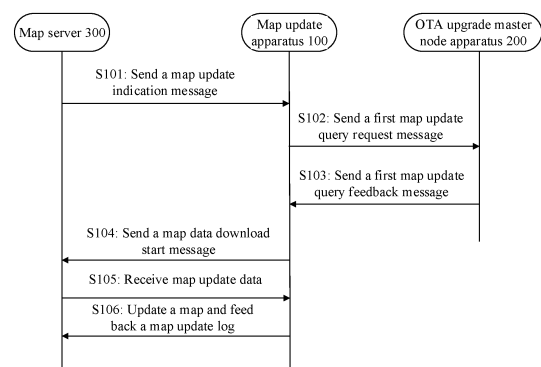 Map server 300
Map update
apparatus 100
OTA upgrade master
node apparatus 200
S101: Send a map update
indication message
S102: Send a first map update
query request message
S103: Send a first map update
query feedback message
S104: Send a map data download
start message
S105: Receive map update data
S106: Update a map and feed
back a map update log